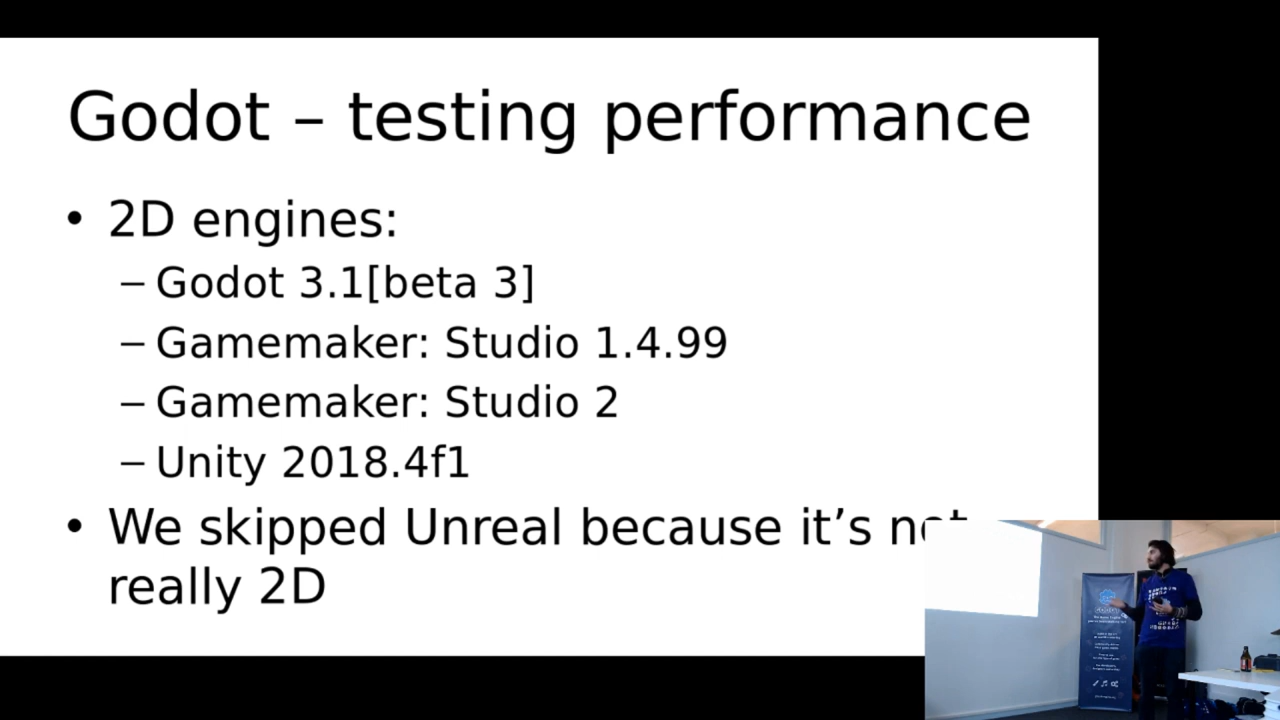 Godot – testing performance
• 2D engines:
– Godot 3.1[beta 3]
– Gamemaker: Studio 1.4.99
– Gamemaker: Studio 2
– Unity 2018.4f1
• We skipped Unreal because it’s not
really 2D